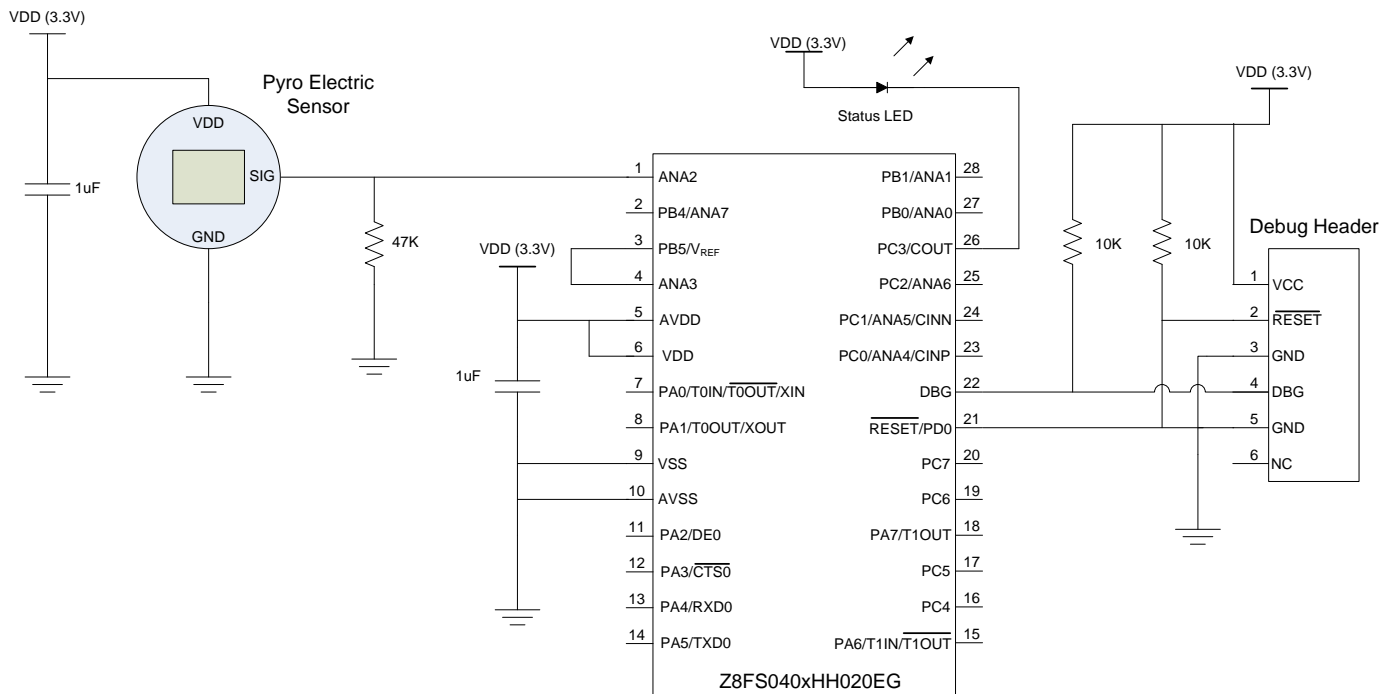 VDD (3.3V)
Pyro Electric
Sensor
VDD
SIG
GND
1uF
47K
VDD (3.3V)
1uF
VDD (3.3V)
Status LED
VDD (3.3V)
10K
10K
Debug Header
1 ANA2
2 PB4/ANA7
3 PB5/VREF
4 ANA3
5 AVDD
6 VDD
7 PA0/T0IN/T0OUT/XIN
8 PA1/T0OUT/XOUT
9 VSS
10 AVSS
11 PA2/DE0
12 PA3/CTS0
13 PA4/RXD0
14 PA5/TXD0
PB1/ANA1 28
PB0/ANA0 27
PC3/COUT 26
PC2/ANA6 25
PC1/ANA5/CINN 24
PC0/ANA4/CINP 23
DBG 22
RESET/PD0 21
PC7 20
PC6 19
PA7/T1OUT 18
PC5 17
PC4 16
PA6/T1IN/T1OUT 15
Z8FS040xHH020EG
1 VCC
2 RESET
3 GND
4 DBG
5 GND
6 NC